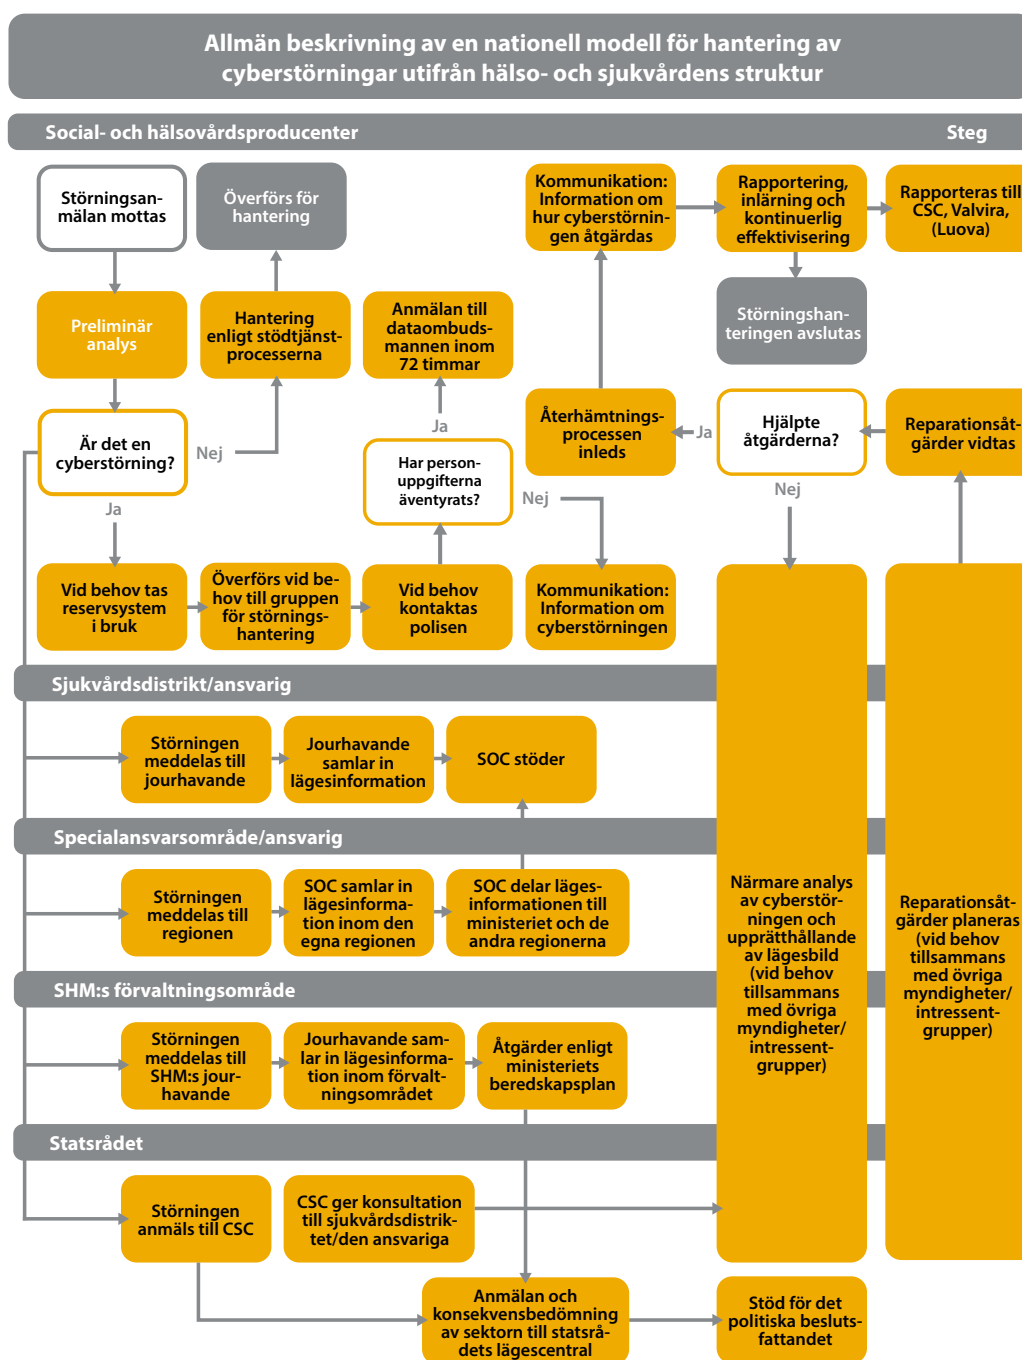 Allmän beskrivning av en nationell modell för hantering av
cyberstörningar utifrån hälso- och sjukvårdens struktur
Social- och hälsovårdsproducenter
Steg
Störningsan-
mälan mottas
Överförs för
hantering
Kommunikation:
Information om
hur cyberstörnin-
gen åtgärdas
Rapportering,
inlärning och
kontinuerlig
effektivisering
Rapporteras till
CSC, Valvira,
(Luova)
Preliminär
analys
Hantering
enligt stödtjänst-
processerna
Anmälan till
dataombuds-
mannen inom
72 timmar
Störningshan-
teringen avslutas
Är det en
cyberstörning?
Nej
Ja
Har person-
uppgifterna
äventyrats?
Återhämtnings-
processen
inleds
Ja
Hjälpte
åtgärderna?
Reparationsåt-
gärder vidtas
Ja
Nej
Nej
Vid behov tas
reservsystem
i bruk
Överförs vid be-
hov till gruppen
för störnings-
hantering
Vid behov
kontaktas
polisen
Kommunikation:
Information om
cyberstörningen
Sjukvårdsdistrikt/ansvarig
Störningen
meddelas till
jourhavande
Jourhavande
samlar in
lägesinformation
SOC stöder
Specialansvarsområde/ansvarig
Störningen
meddelas till
regionen
SOC samlar in
lägesinforma-
tion inom den
egna regionen
SOC delar läges-
informationen till
ministeriet och de
andra regionerna
Närmare analys
av cyberstör-
ningen och
upprätthållande
av lägesbild
(vid behov
tillsammans
med övriga
myndigheter/
intressent-
grupper)
Reparationsåt-
gärder planeras
(vid behov
tillsammans
med övriga
myndigheter/
intressent-
grupper)
SHM:s förvaltningsområde
Störningen
meddelas till
SHM:s jour-
havande
Jourhavande sam-
lar in lägesinforma-
tion inom förvalt-
ningsområdet
Åtgärder enligt
ministeriets
beredskapsplan
Statsrådet
Störningen
anmäls till CSC
CSC ger konsultation
till sjukvårdsdistrik-
tet/den ansvariga
Anmälan och
konsekvensbedömning
av sektorn till statsrå-
dets lägescentral
Stöd för det
politiska besluts-
fattandet